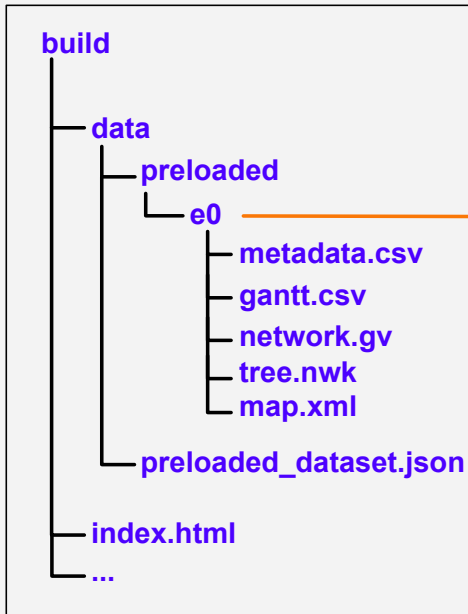 build
data
preloaded
e0
metadata.csv
gantt.csv
network.gv
tree.nwk
map.xml
preloaded_dataset.json
index.html
...